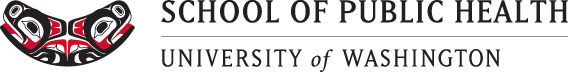 SCHOOL OF PUBLIC HEALTH
UNIVERSITY of WASHINGTON